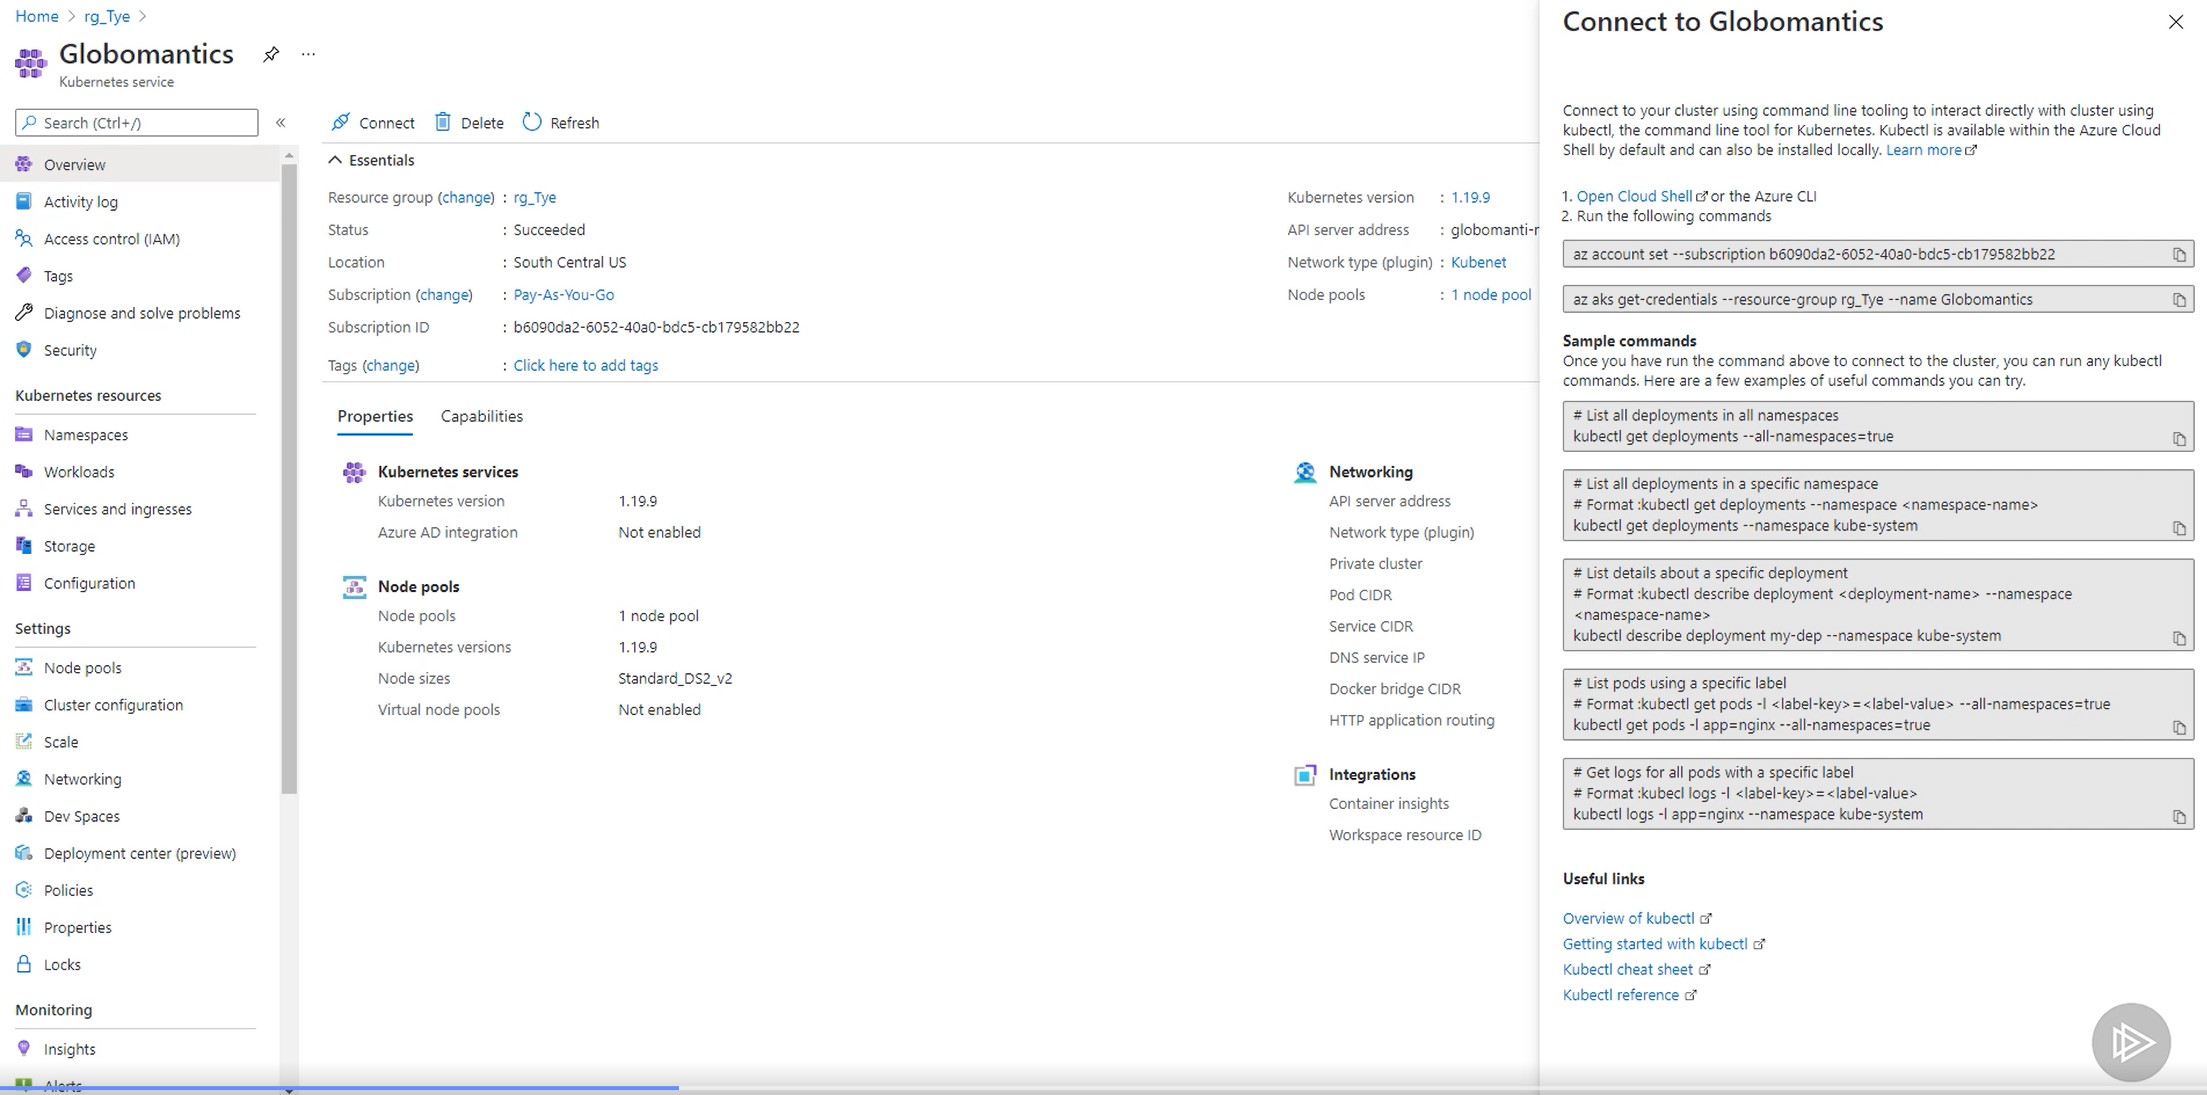 Home > rg_Tye >
Globomantics
Kubernetes service
Search (Ctrl+/)
Overview
Activity log
Access control (IAM)
Tags
Diagnose and solve problems
Security
Kubernetes resources
Namespaces
Workloads
Services and ingresses
Storage
Configuration
Settings
Node pools
Cluster configuration
Scale
Networking
Dev Spaces
Deployment center (preview)
Policies
Properties
Locks
Monitoring
Insights
Alerts
Connect Delete Refresh
Essentials
Resource group (change) : rg_Tye
Status : Succeeded
Location : South Central US
Subscription (change) : Pay-As-You-Go
Subscription ID : b6090da2-6052-40a0-bdc5-cb179582bb22
Tags (change) : Click here to add tags
Kubernetes version : 1.19.9
API server address : globomanti-r
Network type (plugin) : Kubenet
Node pools : 1 node pool
Properties Capabilities
Kubernetes services
Kubernetes version 1.19.9
Azure AD integration Not enabled
Node pools
Node pools 1 node pool
Kubernetes versions 1.19.9
Node sizes Standard_DS2_v2
Virtual node pools Not enabled
Networking
API server address
Network type (plugin)
Private cluster
Pod CIDR
Service CIDR
DNS service IP
Docker bridge CIDR
HTTP application routing
Integrations
Container insights
Workspace resource ID
Connect to Globomantics
Connect to your cluster using command line tooling to interact directly with cluster using
kubectl, the command line tool for Kubernetes. Kubectl is available within the Azure Cloud
Shell by default and can also be installed locally. Learn more
1. Open Cloud Shell or the Azure CLI
2. Run the following commands
az account set --subscription b6090da2-6052-40a0-bdc5-cb179582bb22
az aks get-credentials --resource-group rg_Tye --name Globomantics
Sample commands
Once you have run the command above to connect to the cluster, you can run any kubectl
commands. Here are a few examples of useful commands you can try.
# List all deployments in all namespaces
kubectl get deployments --all-namespaces=true
# List all deployments in a specific namespace
# Format :kubectl get deployments --namespace <namespace-name>
kubectl get deployments --namespace kube-system
# List details about a specific deployment
# Format :kubectl describe deployment <deployment-name> --namespace
<namespace-name>
kubectl describe deployment my-dep --namespace kube-system
# List pods using a specific label
# Format :kubectl get pods -l <label-key>=<label-value> --all-namespaces=true
kubectl get pods -l app=nginx --all-namespaces=true
# Get logs for all pods with a specific label
# Format :kubecl logs -l <label-key>=<label-value>
kubectl logs -l app=nginx --namespace kube-system
Useful links
Overview of kubectl
Getting started with kubectl
Kubectl cheat sheet
Kubectl reference